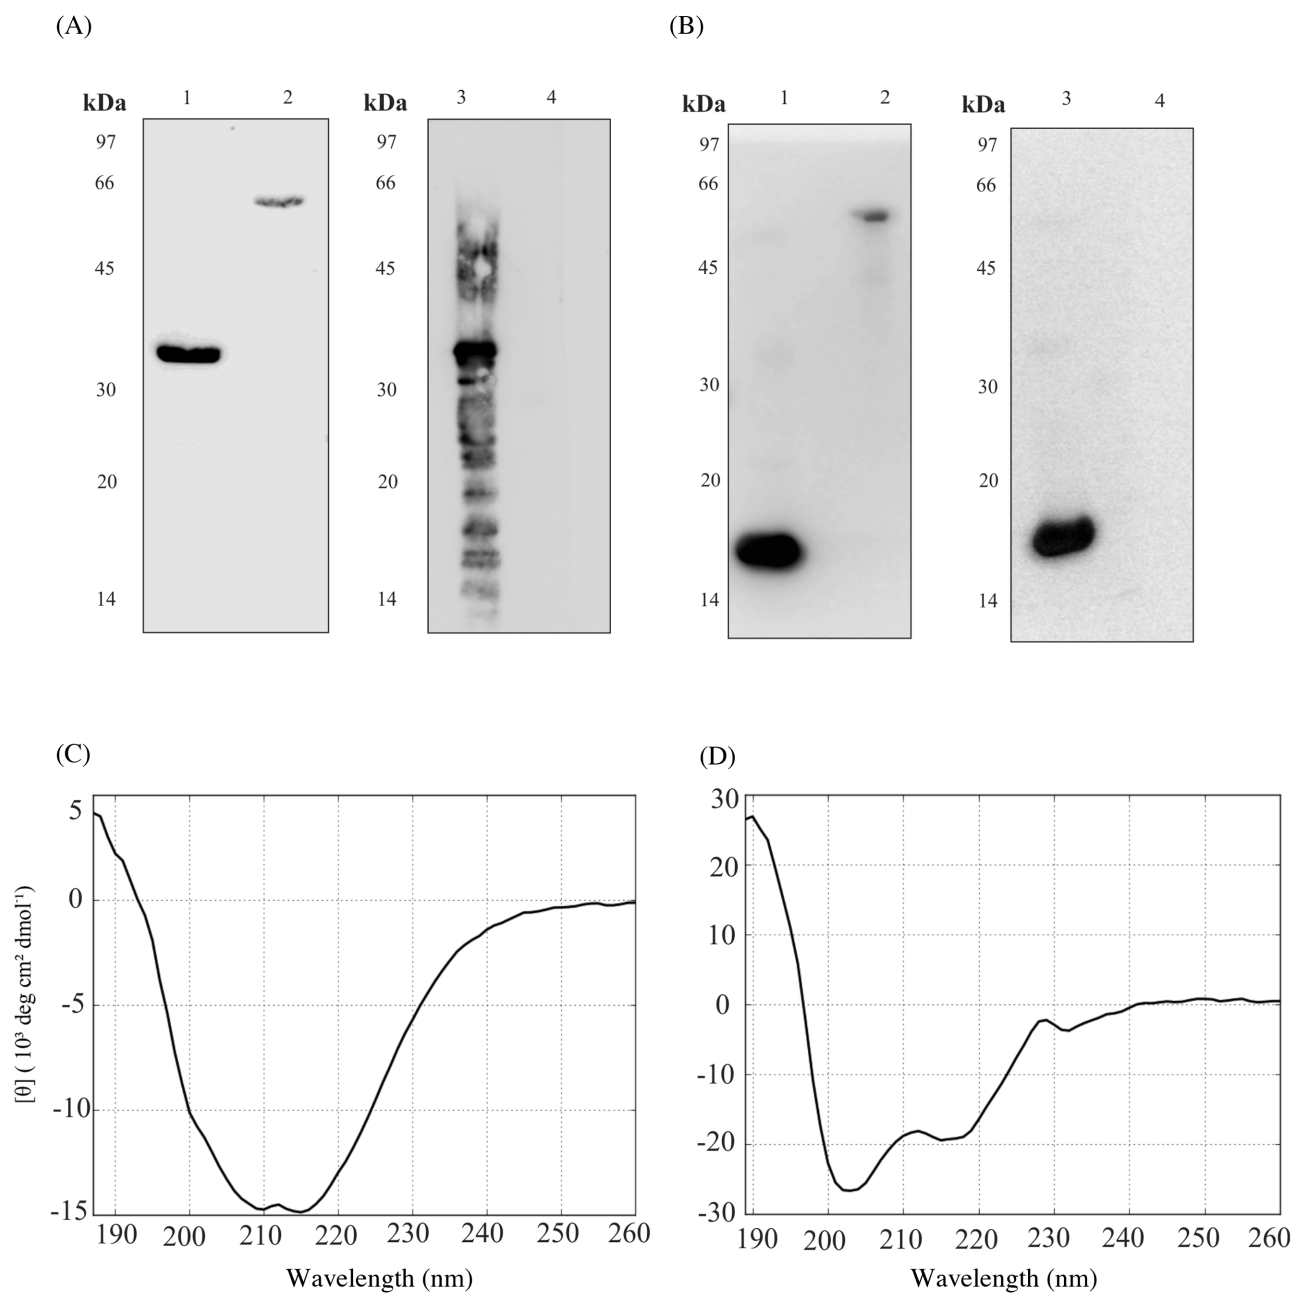 (A)
(B)
kDa 1 2 kDa 3 4
kDa 1 2 kDa 3 4
97 97 97 97
66 66 66 66
45 45 45 45
30 30 30 30
20 20 20 20
14 14 14 14
(C)
[θ] ( 10³ deg cm² dmol⁻¹)
5
0
-5
-10
-15
190 200 210 220 230 240 250 260
Wavelength (nm)
(D)
30
20
10
0
-10
-20
-30
190 200 210 220 230 240 250 260
Wavelength (nm)